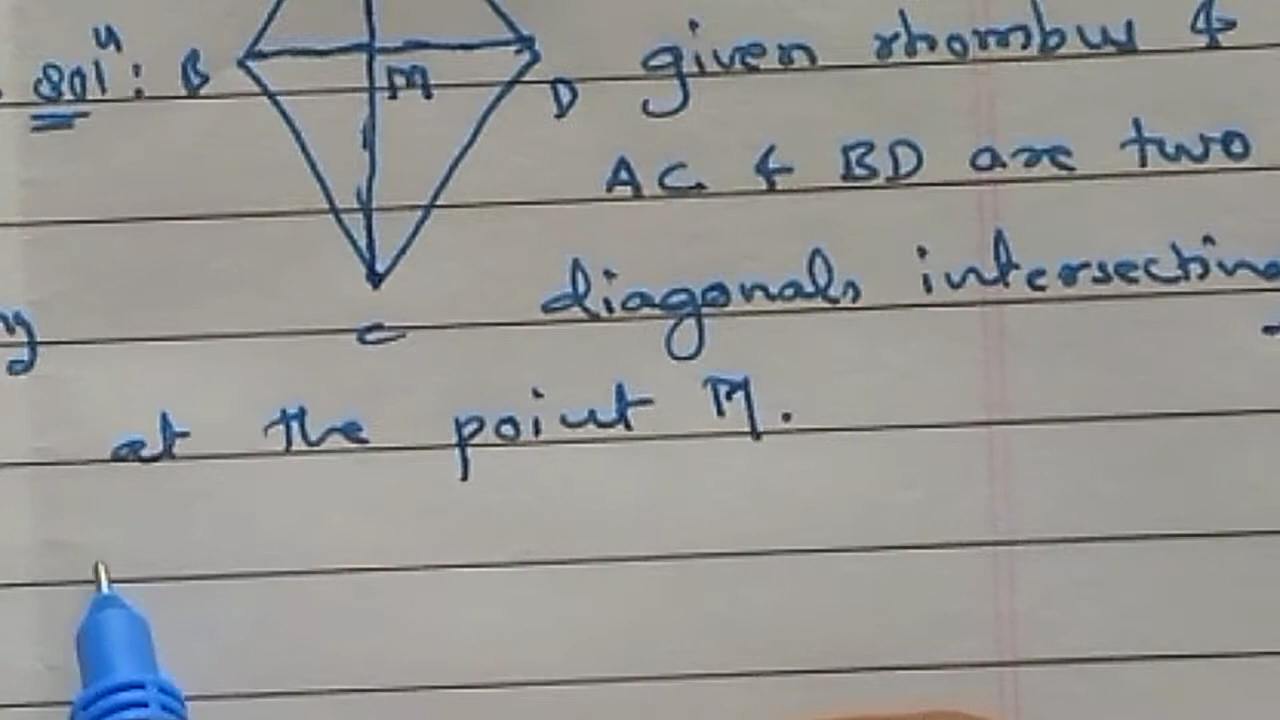 Solⁿ: B M D given rhombus &
AC & BD are two
diagonals intersecting
C
at the point M.